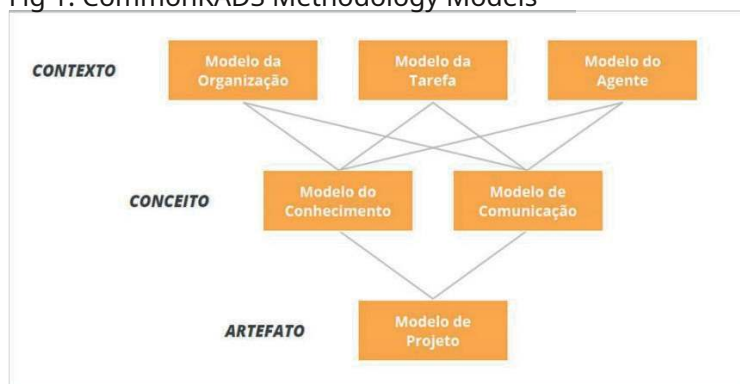 Fig 1: CommonKADS Methodology Models
CONTEXTO
Modelo da
Organização
Modelo da
Tarefa
Modelo do
Agente
CONCEITO
Modelo do
Conhecimento
Modelo de
Comunicação
ARTEFATO
Modelo de
Projeto